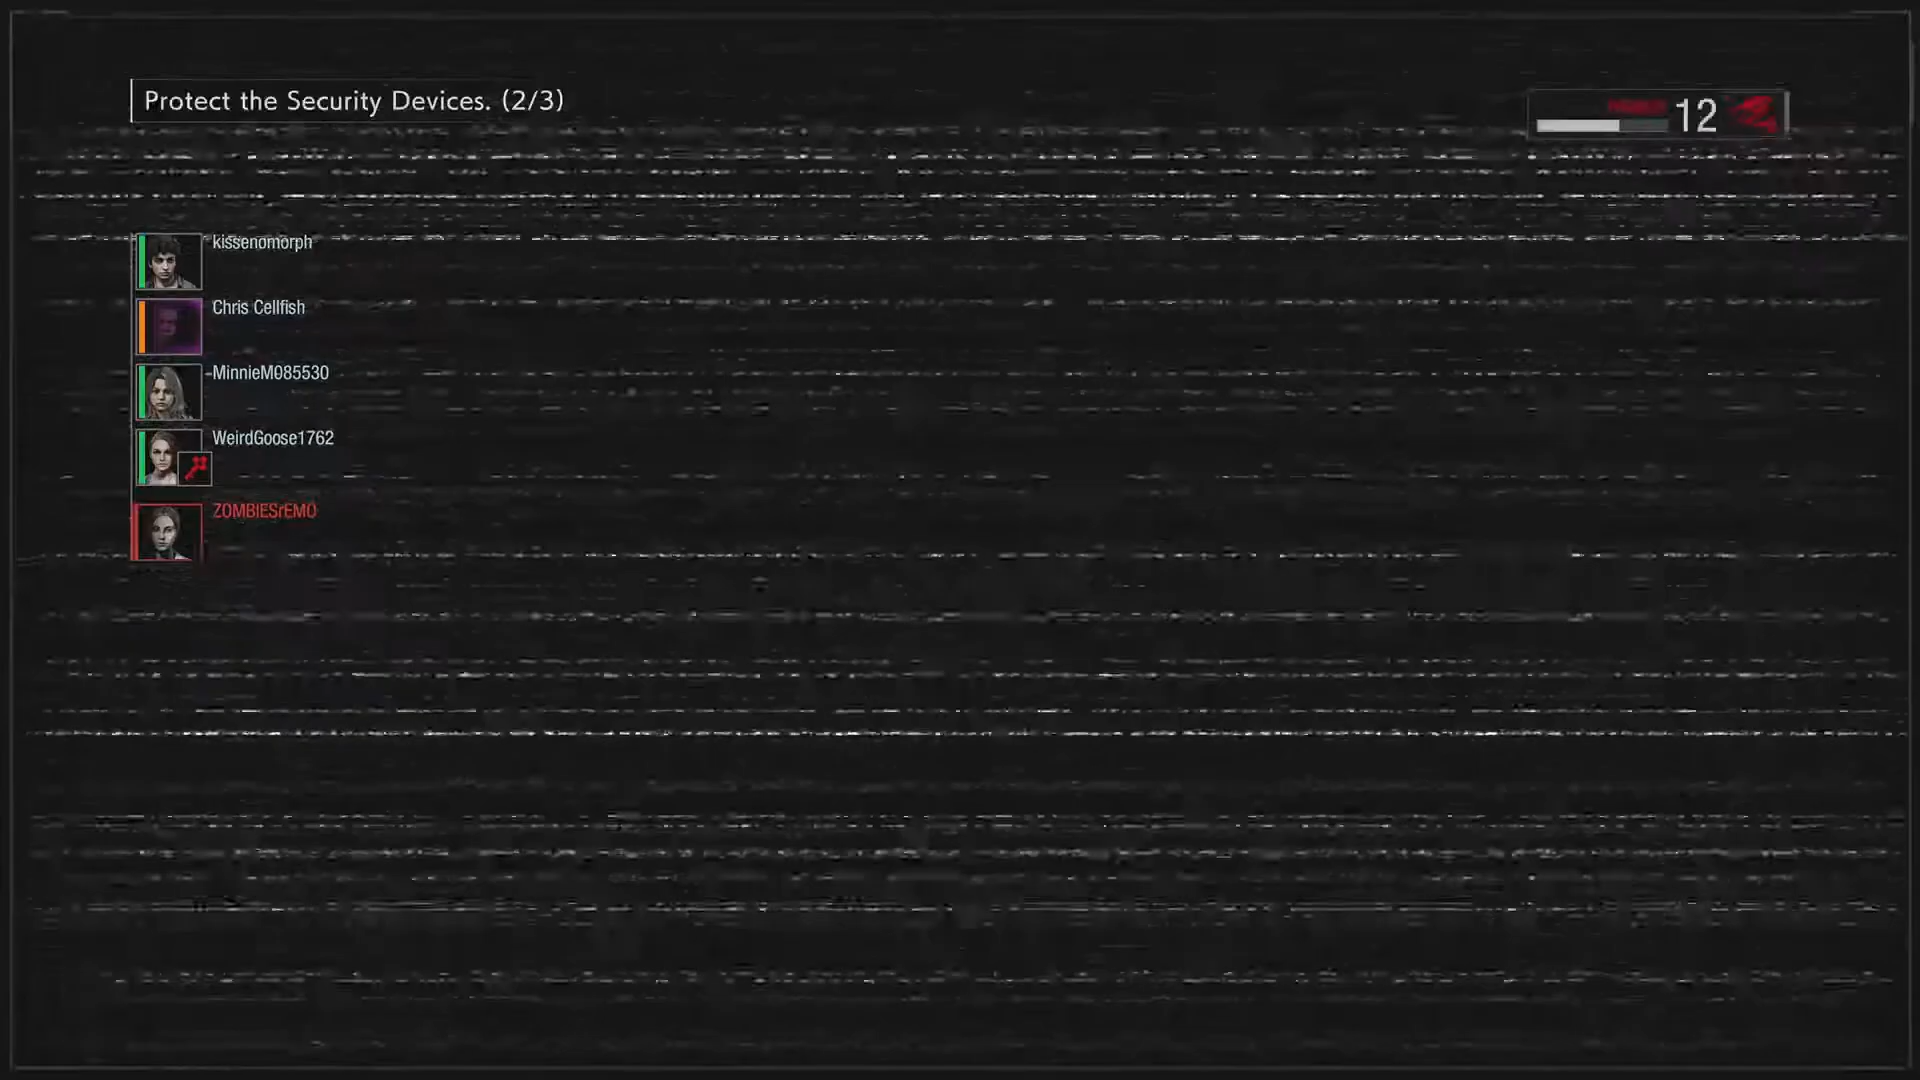 Protect the Security Devices. (2/3)
12
kissenomorph
Chris Cellfish
MinnieM085530
WeirdGoose1762
ZOMBIESrEMO